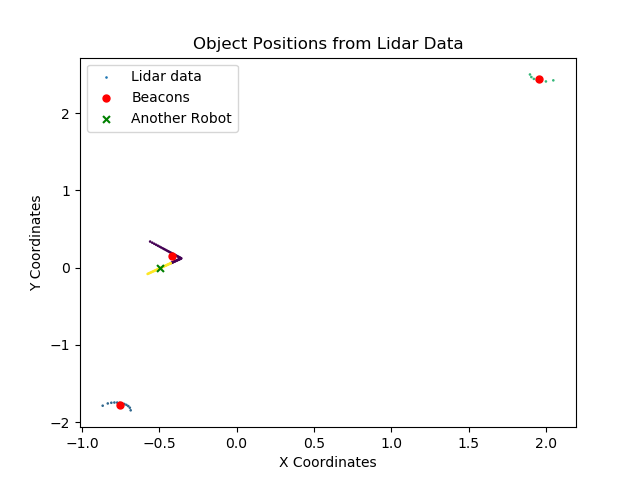 Object Positions from Lidar Data
Lidar data
Beacons
Another Robot
Y Coordinates
2
1
0
−1
−2
−1.0 −0.5 0.0 0.5 1.0 1.5 2.0
X Coordinates